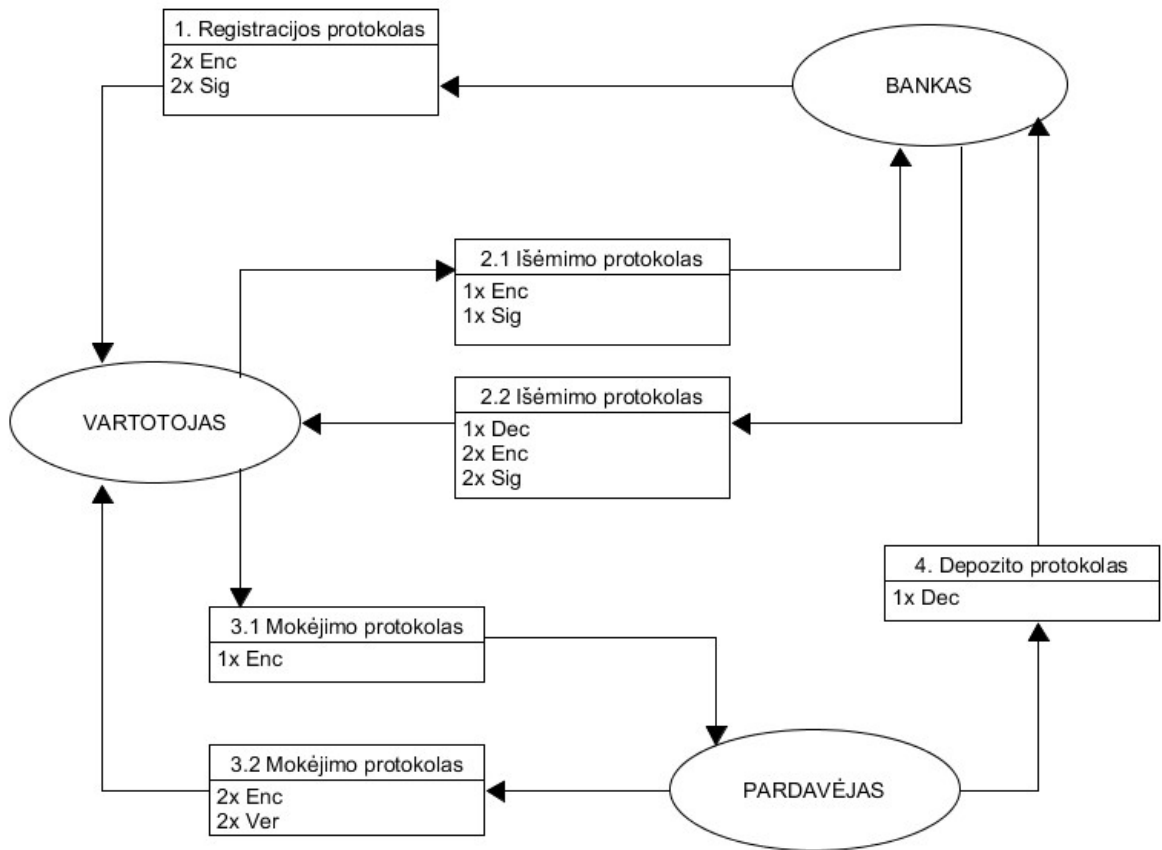 1. Registracijos protokolas
2x Enc
2x Sig
BANKAS
2.1 Išėmimo protokolas
1x Enc
1x Sig
2.2 Išėmimo protokolas
1x Dec
2x Enc
2x Sig
VARTOTOJAS
4. Depozito protokolas
1x Dec
3.1 Mokėjimo protokolas
1x Enc
3.2 Mokėjimo protokolas
2x Enc
2x Ver
PARDAVĖJAS